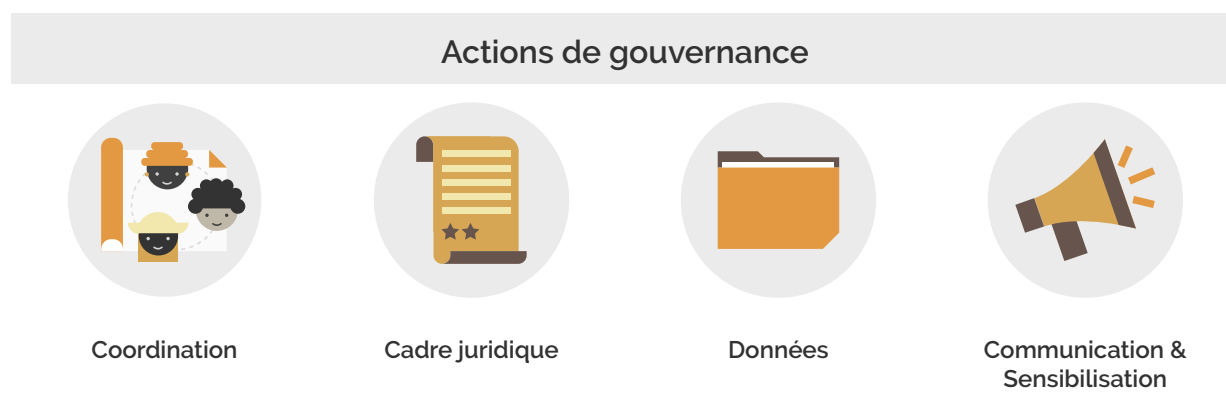 Actions de gouvernance
Coordination
Cadre juridique
Données
Communication &
Sensibilisation